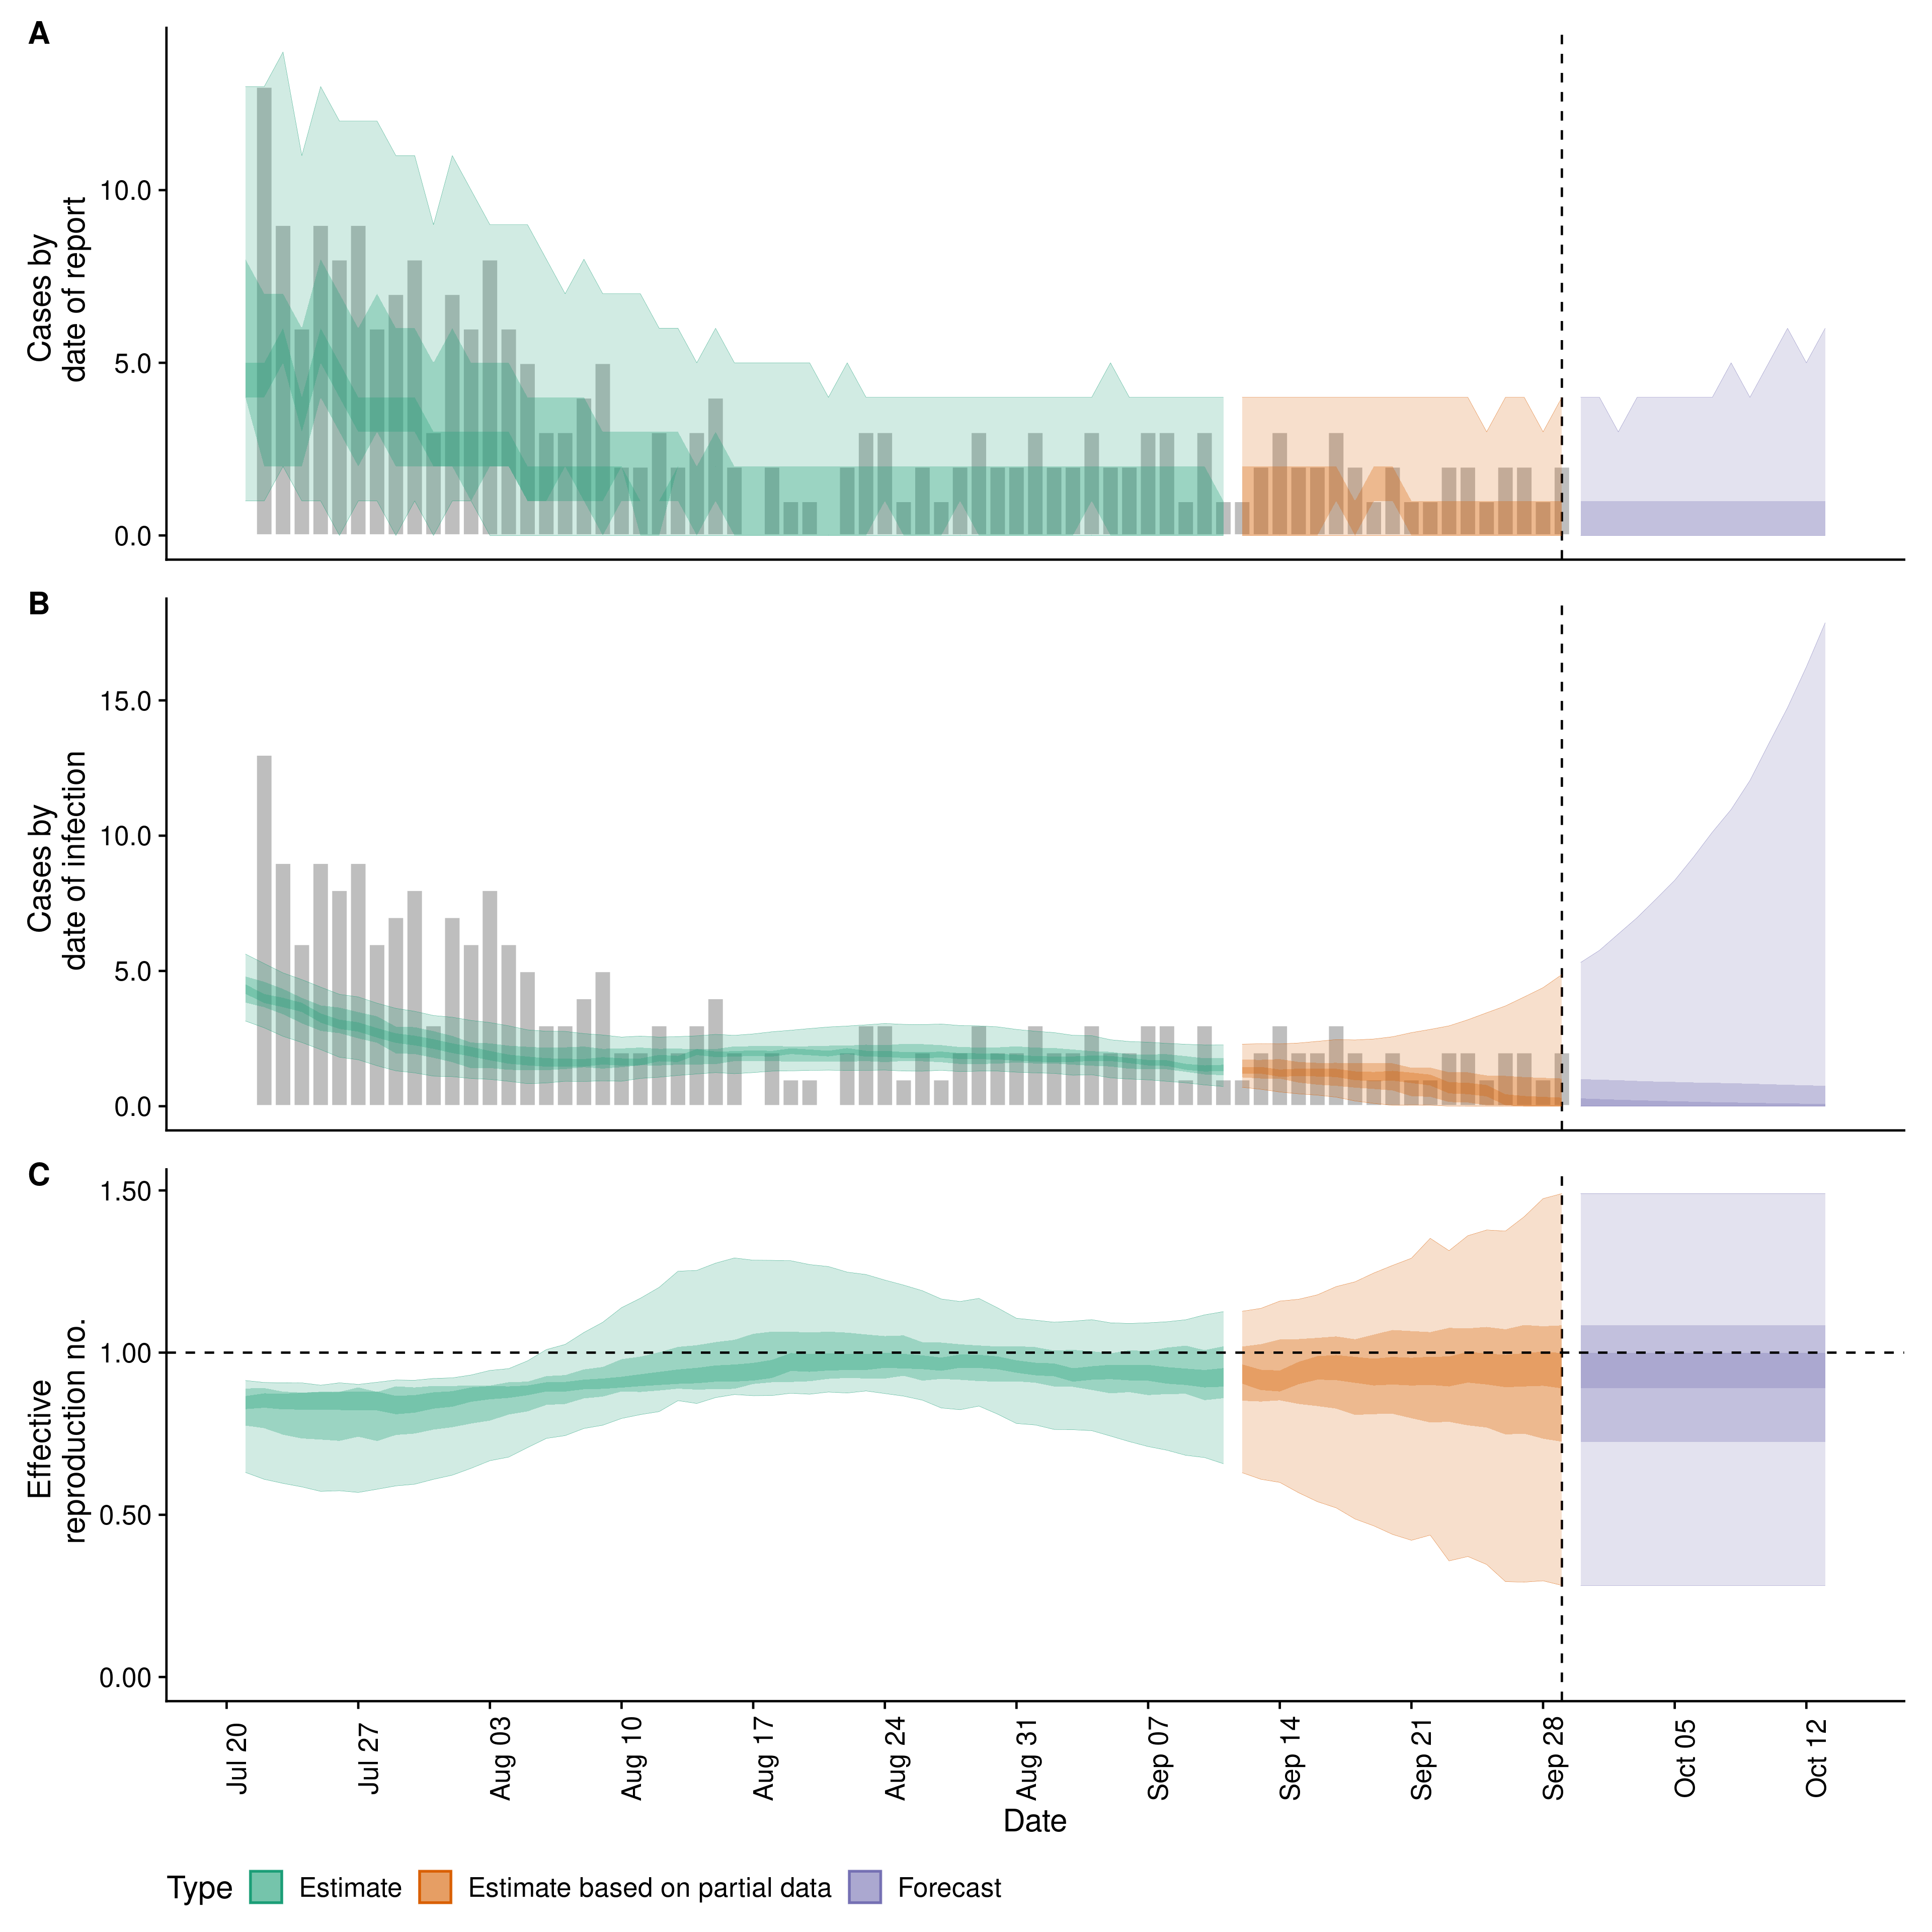 A
Cases by
date of report
10.0
5.0
0.0
B
Cases by
date of infection
15.0
10.0
5.0
0.0
C
Effective
reproduction no.
1.50
1.00
0.50
0.00
Jul 20
Jul 27
Aug 03
Aug 10
Aug 17
Aug 24
Aug 31
Sep 07
Sep 14
Sep 21
Sep 28
Oct 05
Oct 12
Date
Type Estimate Estimate based on partial data Forecast